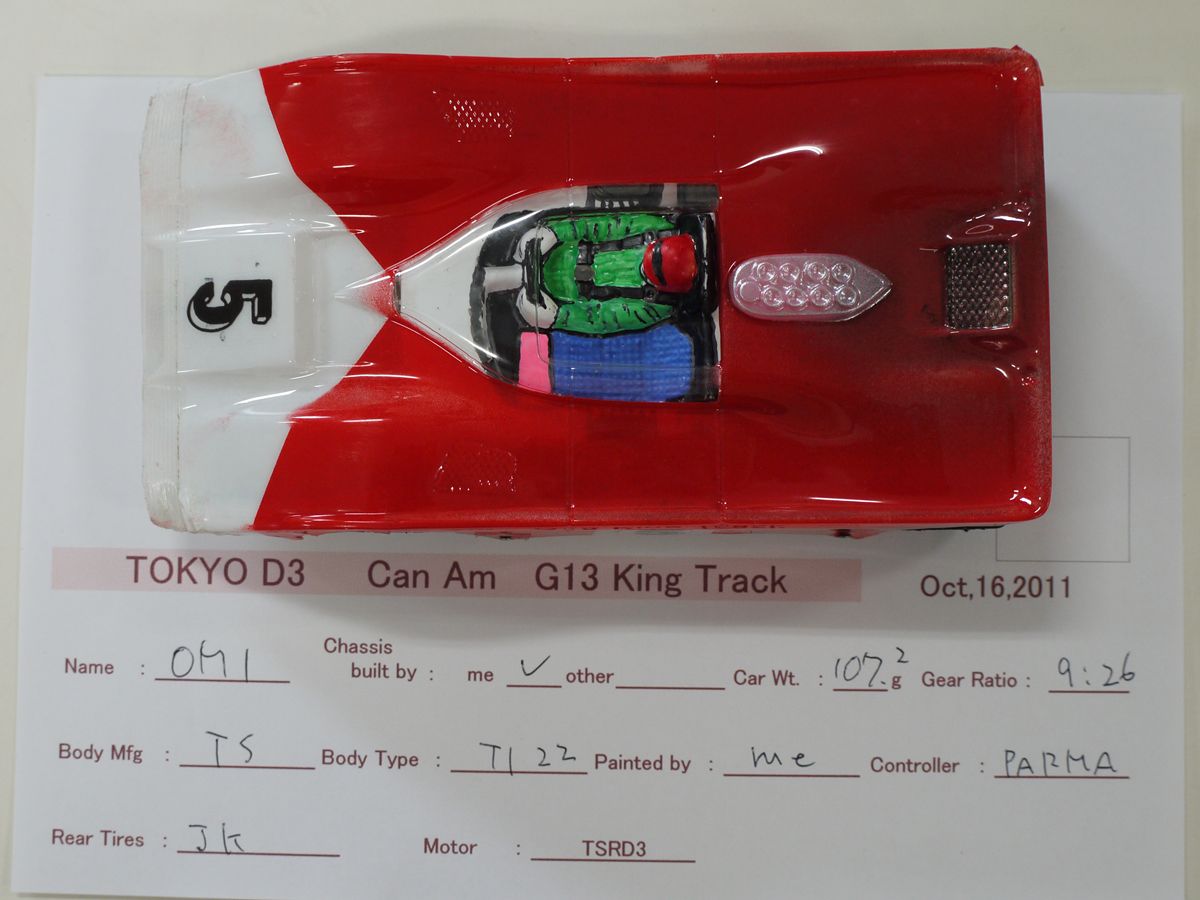 5
TOKYO D3 Can Am G13 King Track Oct,16,2011
Name : OMI Chassis built by : me ✓ other Car Wt. : 107.2 g Gear Ratio : 9:26
Body Mfg : TS Body Type : TI 22 Painted by : me Controller : PARMA
Rear Tires : JK Motor : TSRD3